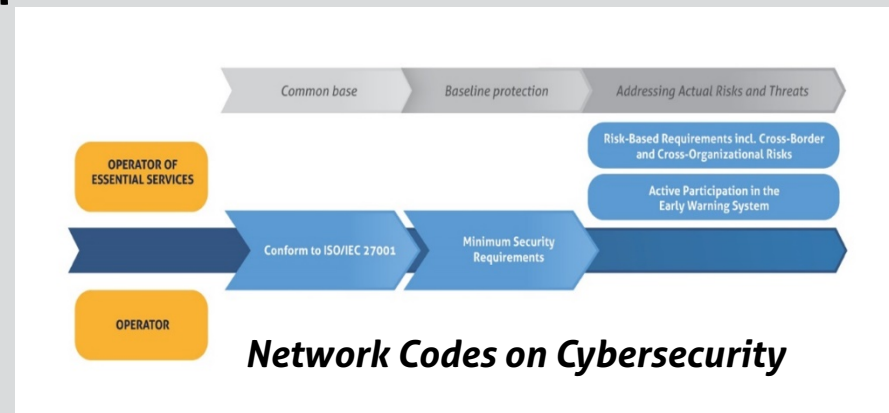 Common base
Baseline protection
Addressing Actual Risks and Threats
Risk-Based Requirements incl. Cross-Border
and Cross-Organizational Risks
OPERATOR OF
ESSENTIAL SERVICES
Active Participation in the
Early Warning System
Conform to ISO/IEC 27001
Minimum Security
Requirements
OPERATOR
Network Codes on Cybersecurity